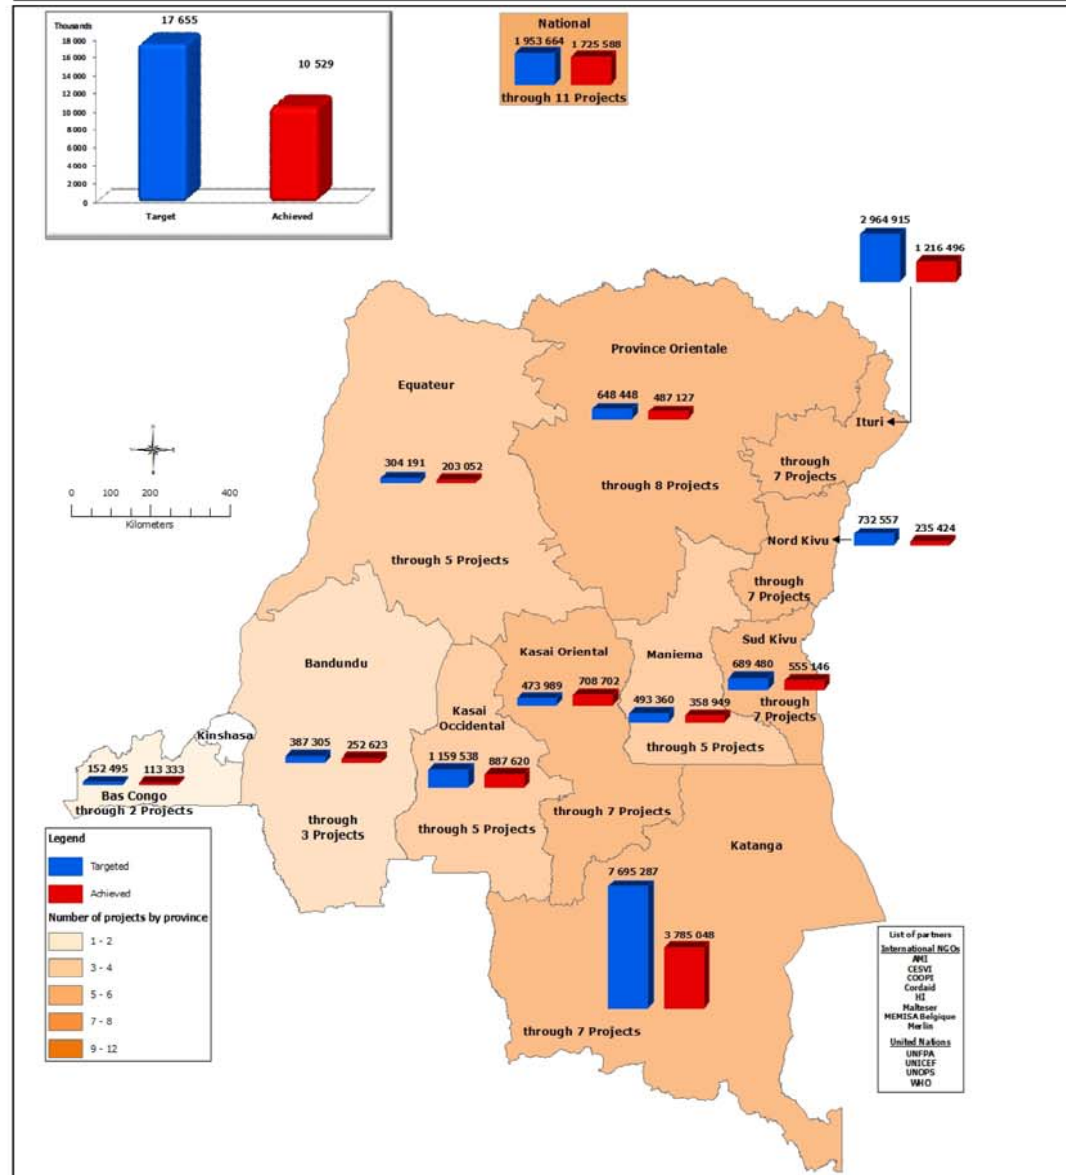 Thousands
17 655
10 529
18 000
16 000
14 000
12 000
10 000
8 000
6 000
4 000
2 000
0
Target
Achieved
National
1 953 664
1 725 588
through 11 Projects
2 964 915
1 216 496
Province Orientale
648 448
487 127
through 8 Projects
Equateur
304 191
203 052
through 5 Projects
Ituri
through
7 Projects
0 100 200 400
Kilometers
Nord Kivu
732 557
235 424
through
7 Projects
Sud Kivu
689 480
555 146
through
7 Projects
Maniema
493 360
358 949
through 5 Projects
Kasai Oriental
473 989
708 702
through 7 Projects
Kasai
Occidental
1 159 538
887 620
through 5 Projects
Bandundu
387 305
252 623
through
3 Projects
Kinshasa
152 495
113 333
Bas Congo
through 2 Projects
Katanga
7 695 287
3 785 048
through 7 Projects
Legend
Targeted
Achieved
Number of projects by province
1 - 2
3 - 4
5 - 6
7 - 8
9 - 12
List of partners
International NGOs
AMI
CESVI
COOPI
Cordaid
HI
Malteser
MEMISA Belgique
Merlin
United Nations
UNFPA
UNICEF
UNOPS
WHO